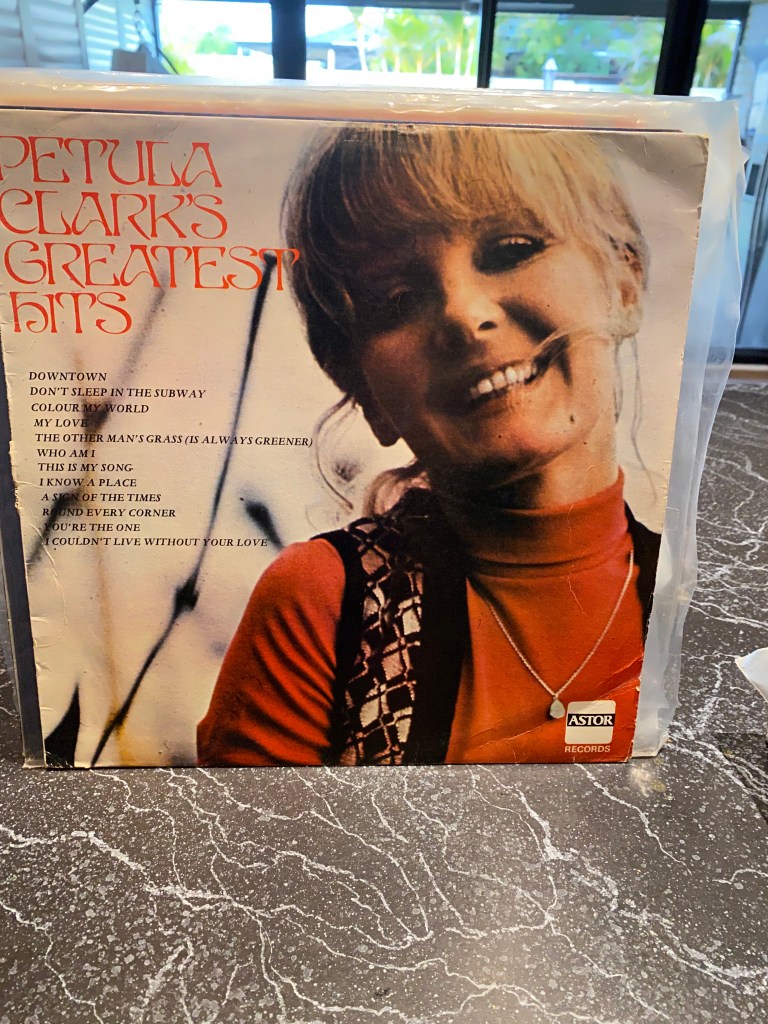 PETULA
CLARK'S
GREATEST
HITS
DOWNTOWN
DON'T SLEEP IN THE SUBWAY
COLOUR MY WORLD
MY LOVE
THE OTHER MAN'S GRASS (IS ALWAYS GREENER)
WHO AM I
THIS IS MY SONG
I KNOW A PLACE
A SIGN OF THE TIMES
ROUND EVERY CORNER
YOU'RE THE ONE
I COULDN'T LIVE WITHOUT YOUR LOVE
ASTOR
RECORDS